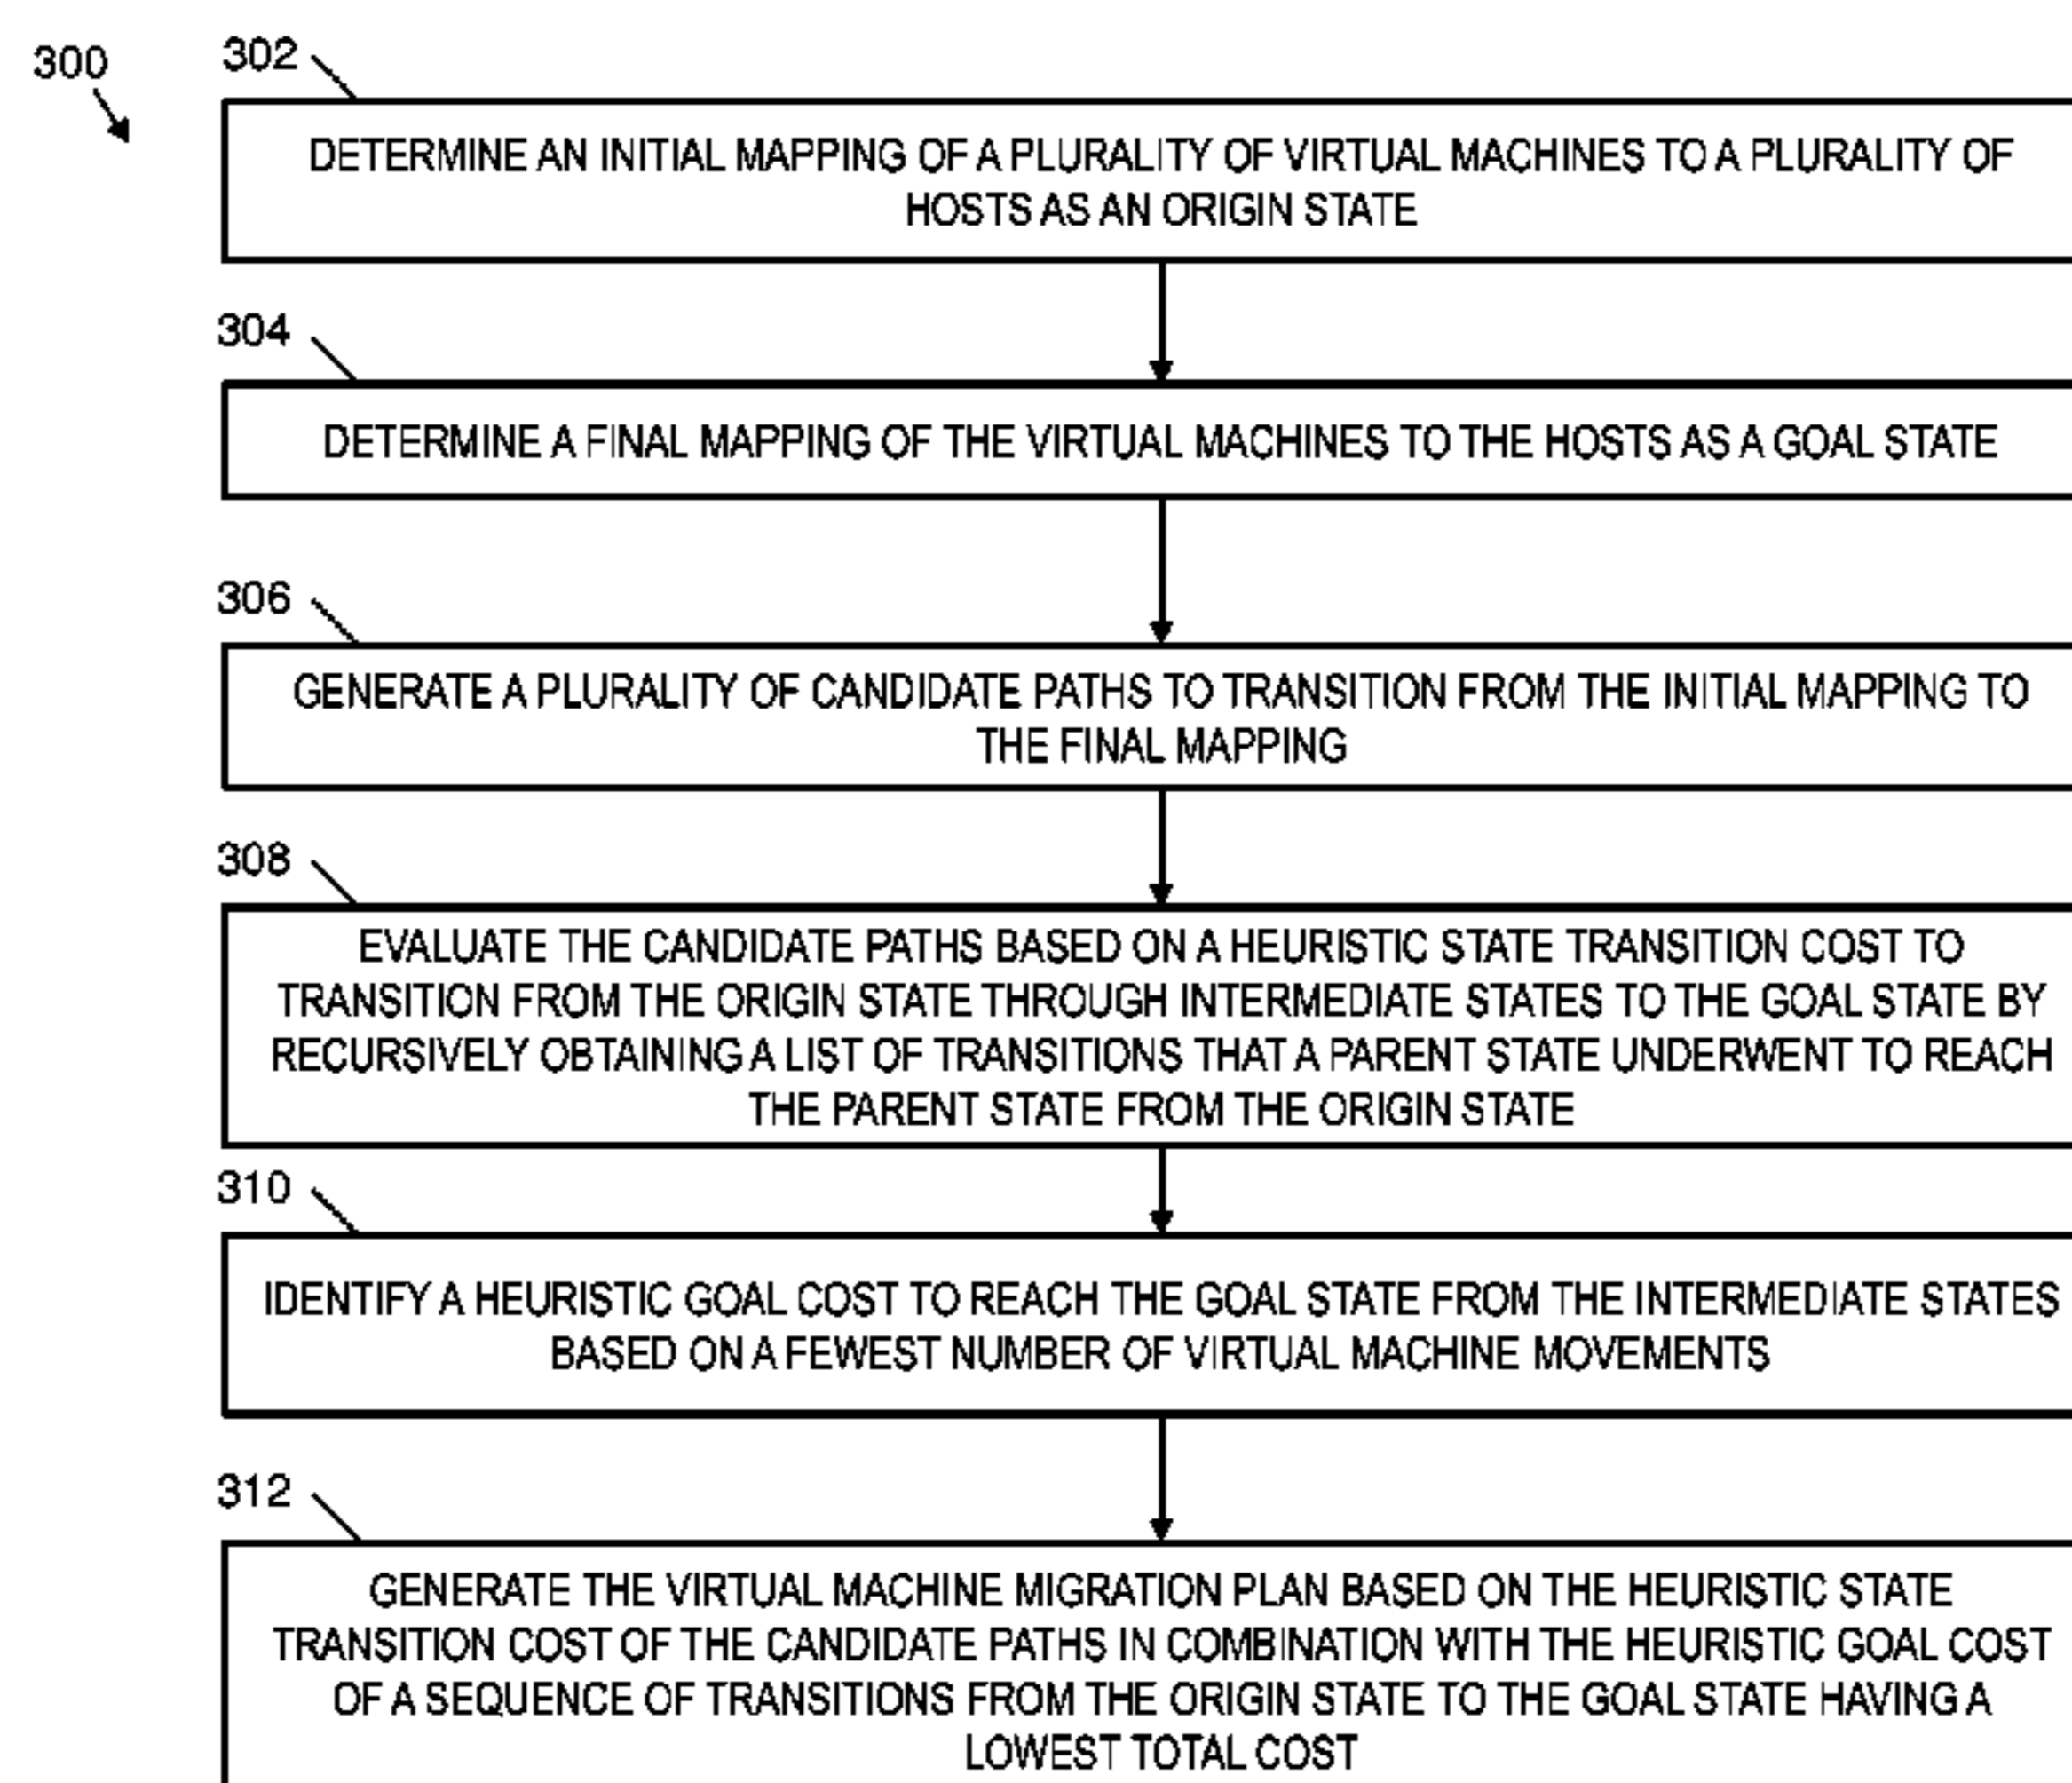 300
302
DETERMINE AN INITIAL MAPPING OF A PLURALITY OF VIRTUAL MACHINES TO A PLURALITY OF
HOSTS AS AN ORIGIN STATE
304
DETERMINE A FINAL MAPPING OF THE VIRTUAL MACHINES TO THE HOSTS AS A GOAL STATE
306
GENERATE A PLURALITY OF CANDIDATE PATHS TO TRANSITION FROM THE INITIAL MAPPING TO
THE FINAL MAPPING
308
EVALUATE THE CANDIDATE PATHS BASED ON A HEURISTIC STATE TRANSITION COST TO
TRANSITION FROM THE ORIGIN STATE THROUGH INTERMEDIATE STATES TO THE GOAL STATE BY
RECURSIVELY OBTAINING A LIST OF TRANSITIONS THAT A PARENT STATE UNDERWENT TO REACH
THE PARENT STATE FROM THE ORIGIN STATE
310
IDENTIFY A HEURISTIC GOAL COST TO REACH THE GOAL STATE FROM THE INTERMEDIATE STATES
BASED ON A FEWEST NUMBER OF VIRTUAL MACHINE MOVEMENTS
312
GENERATE THE VIRTUAL MACHINE MIGRATION PLAN BASED ON THE HEURISTIC STATE
TRANSITION COST OF THE CANDIDATE PATHS IN COMBINATION WITH THE HEURISTIC GOAL COST
OF A SEQUENCE OF TRANSITIONS FROM THE ORIGIN STATE TO THE GOAL STATE HAVING A
LOWEST TOTAL COST